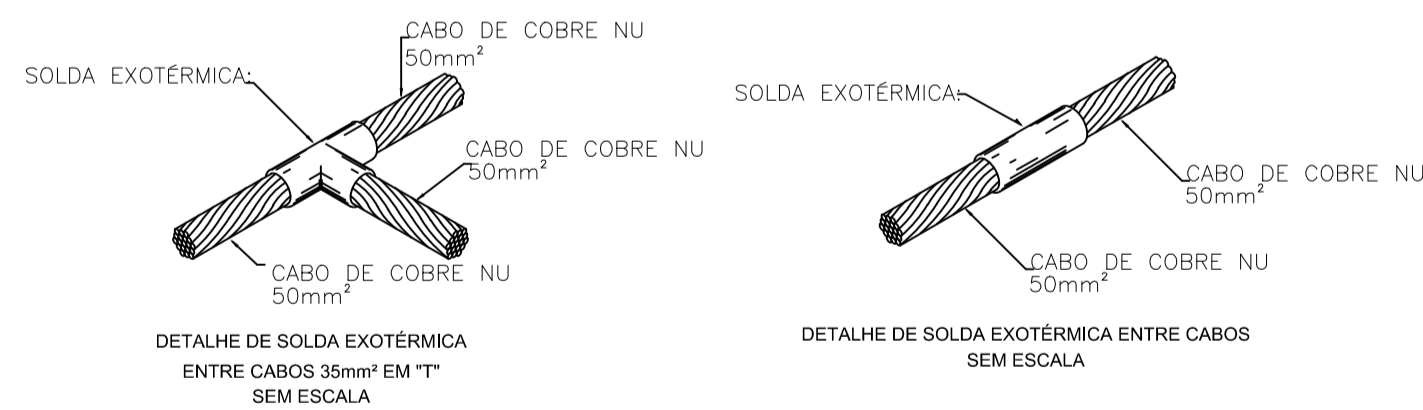 CABO DE COBRE NU
50mm²
SOLDA EXOTÉRMICA:
CABO DE COBRE NU
50mm²
CABO DE COBRE NU
50mm²
DETALHE DE SOLDA EXOTÉRMICA
ENTRE CABOS 35mm² EM "T"
SEM ESCALA
SOLDA EXOTÉRMICA:
CABO DE COBRE NU
50mm²
CABO DE COBRE NU
50mm²
DETALHE DE SOLDA EXOTÉRMICA ENTRE CABOS
SEM ESCALA